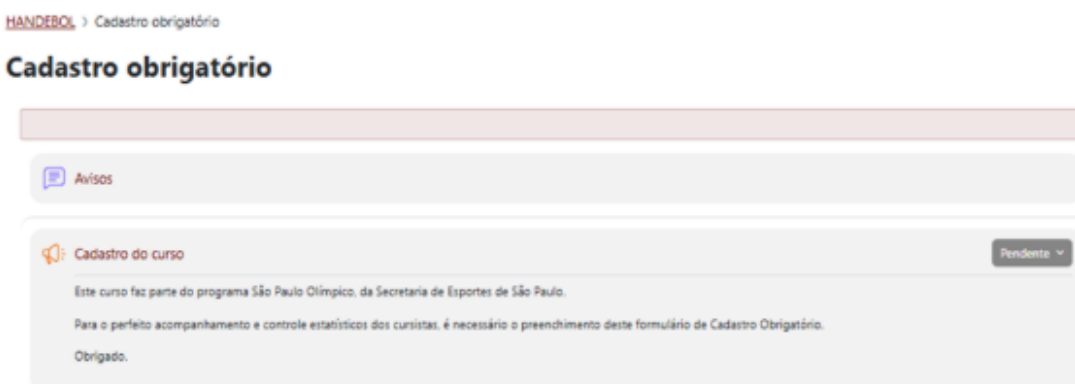 HANDEBOL > Cadastro obrigatório
Cadastro obrigatório
Avisos
Cadastro do curso
Pendente
Este curso faz parte do programa São Paulo Olímpico, da Secretaria de Esportes de São Paulo.
Para o perfeito acompanhamento e controle estatísticos dos cursistas, é necessário o preenchimento deste formulário de Cadastro Obrigatório.
Obrigado.